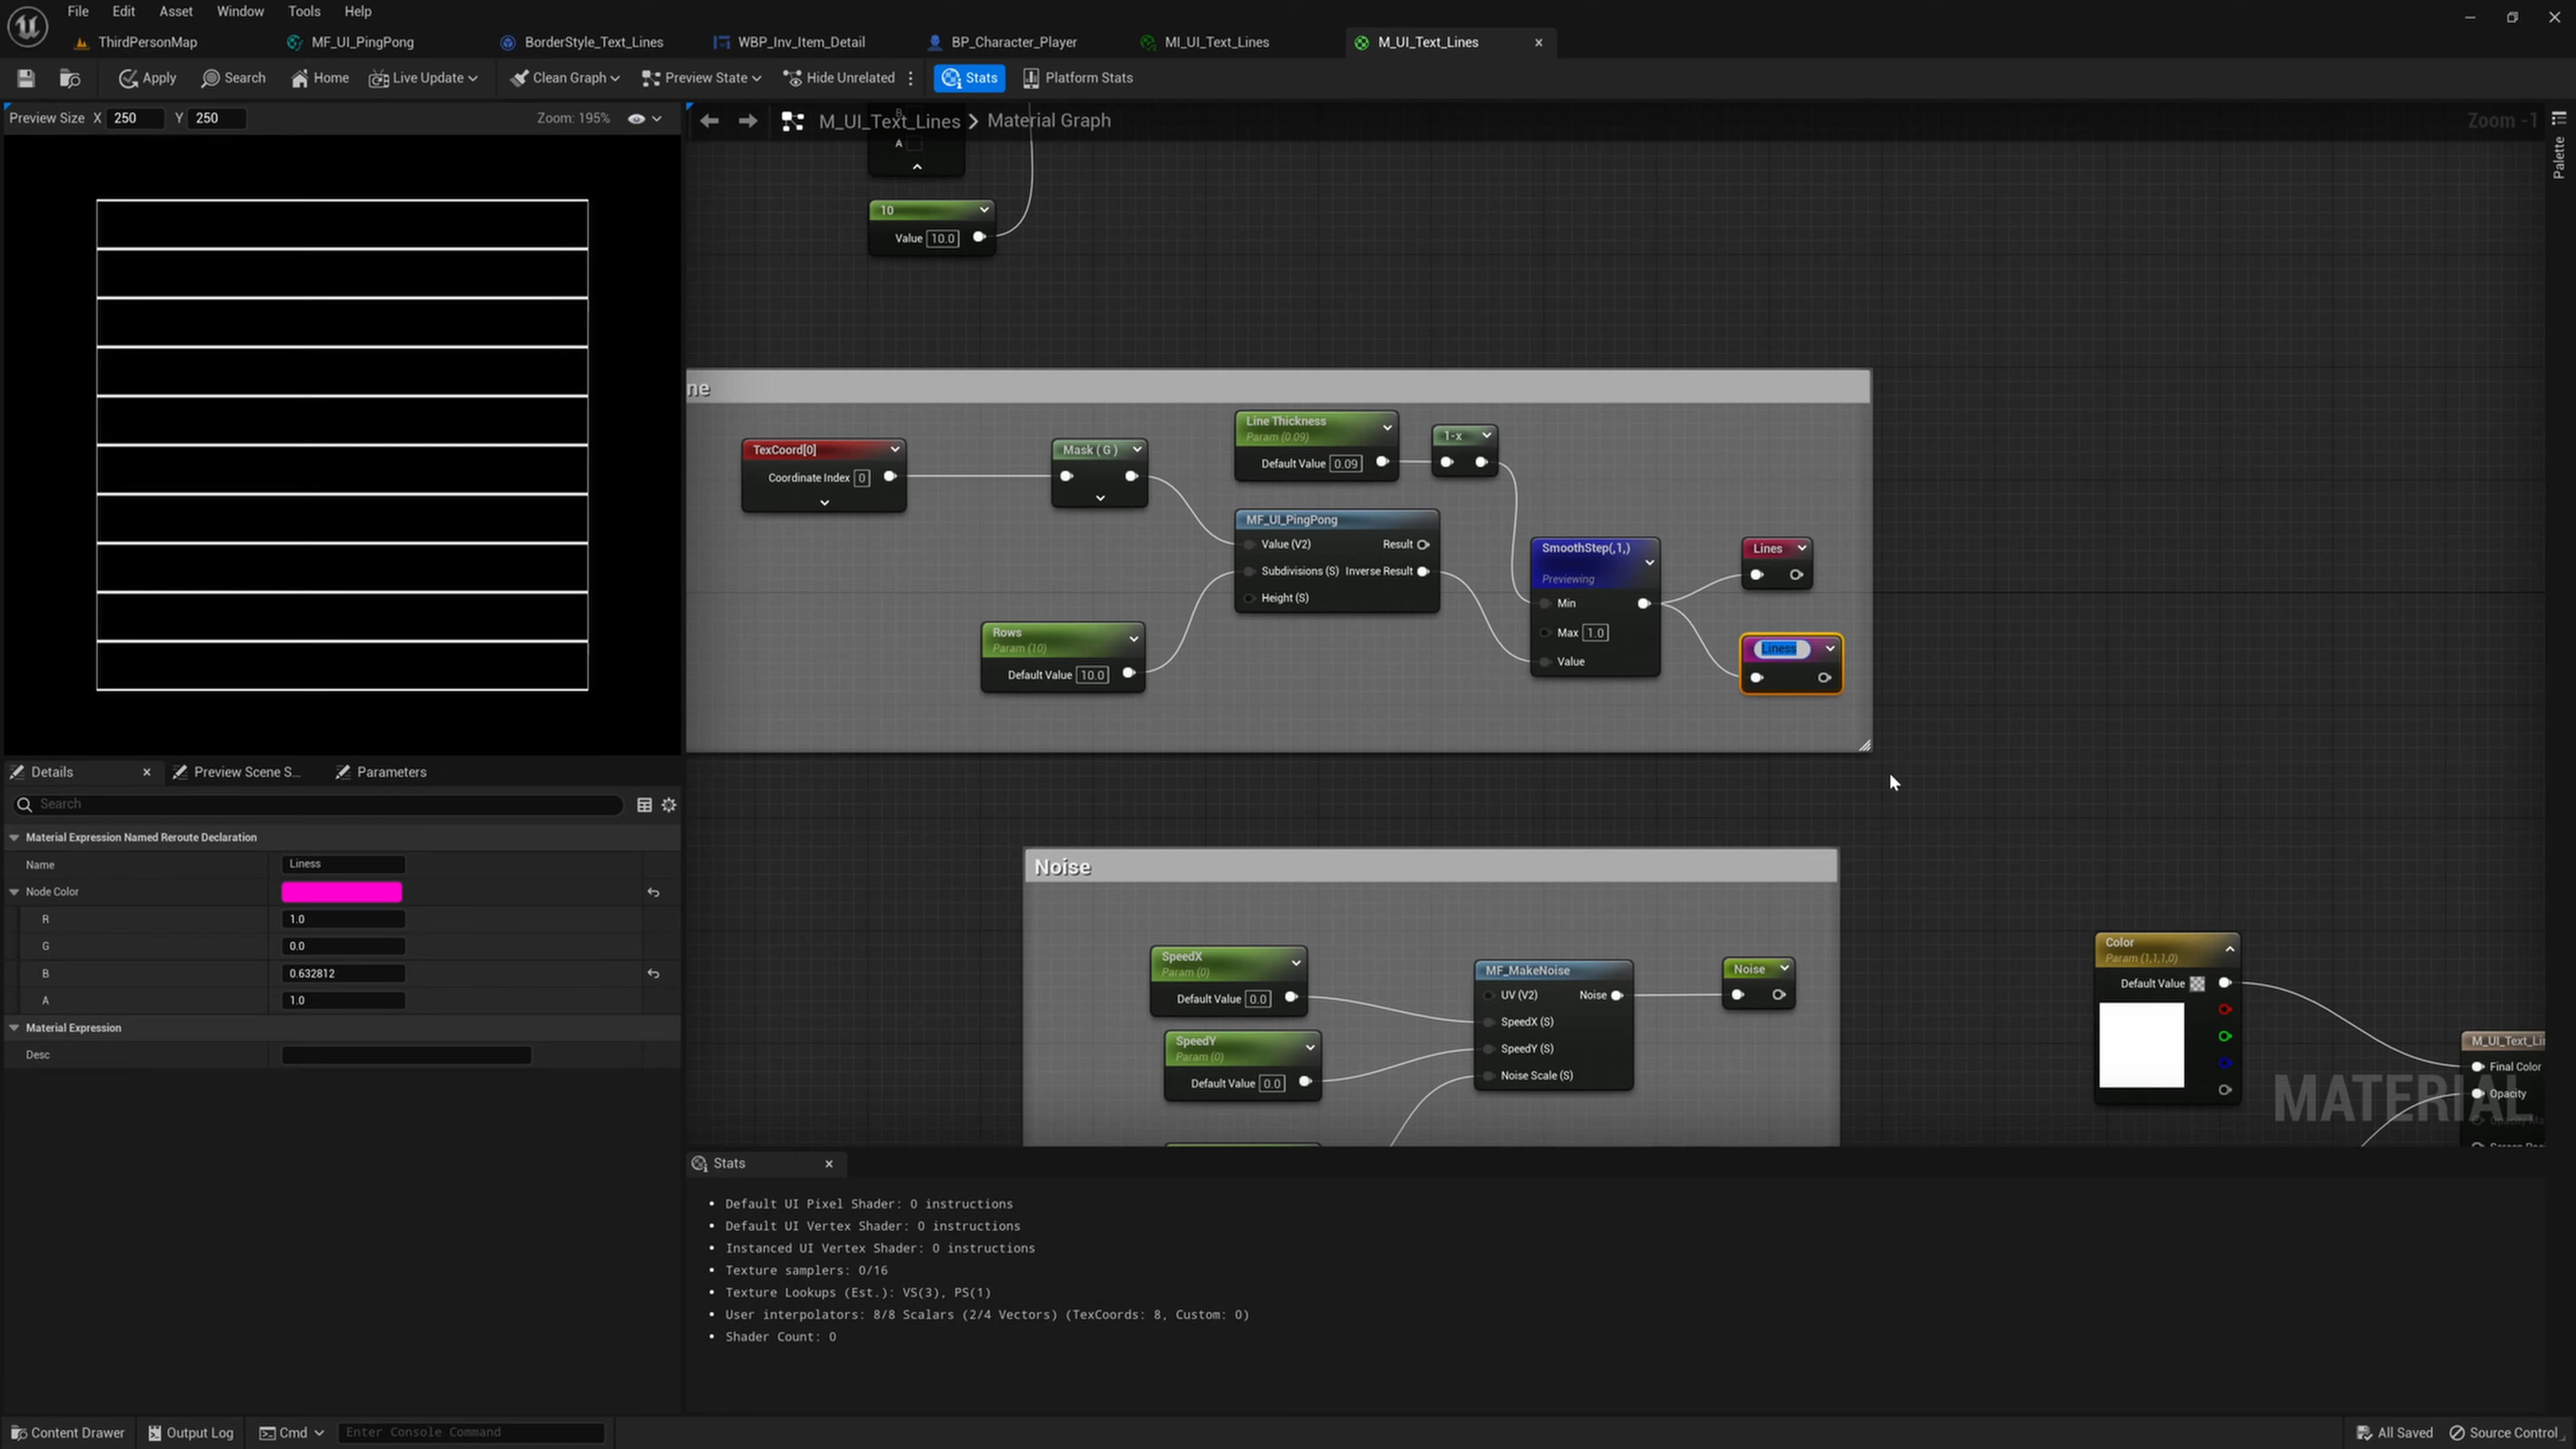 File Edit Asset Window Tools Help
ThirdPersonMap MF_UI_PingPong BorderStyle_Text_Lines WBP_Inv_Item_Detail BP_Character_Player MI_UI_Text_Lines M_UI_Text_Lines
Apply Search Home Live Update Clean Graph Preview State Hide Unrelated Stats Platform Stats
Preview Size X 250 Y 250 Zoom: 195%
M_UI_Text_Lines > Material Graph Zoom -1
Palette
B
A
10
Value 10.0
ne
TexCoord[0]
Coordinate Index 0
Mask ( G )
Line Thickness
Param (0.09)
Default Value 0.09
1-x
MF_UI_PingPong
Value (V2) Result
Subdivisions (S) Inverse Result
Height (S)
Rows
Param (10)
Default Value 10.0
SmoothStep(,1,)
Previewing
Min
Max 1.0
Value
Lines
Liness
Noise
SpeedX
Param (0)
Default Value 0.0
SpeedY
Param (0)
Default Value 0.0
MF_MakeNoise
UV (V2) Noise
SpeedX (S)
SpeedY (S)
Noise Scale (S)
Noise
Color
Param (1,1,1,0)
Default Value
M_UI_Text_Lin
Final Color
Opacity
MATERIAL
Details Preview Scene S... Parameters
Search
Material Expression Named Reroute Declaration
Name Liness
Node Color
R 1.0
G 0.0
B 0.632812
A 1.0
Material Expression
Desc
Stats
• Default UI Pixel Shader: 0 instructions
• Default UI Vertex Shader: 0 instructions
• Instanced UI Vertex Shader: 0 instructions
• Texture samplers: 0/16
• Texture Lookups (Est.): VS(3), PS(1)
• User interpolators: 8/8 Scalars (2/4 Vectors) (TexCoords: 8, Custom: 0)
• Shader Count: 0
Content Drawer Output Log Cmd Enter Console Command All Saved Source Control